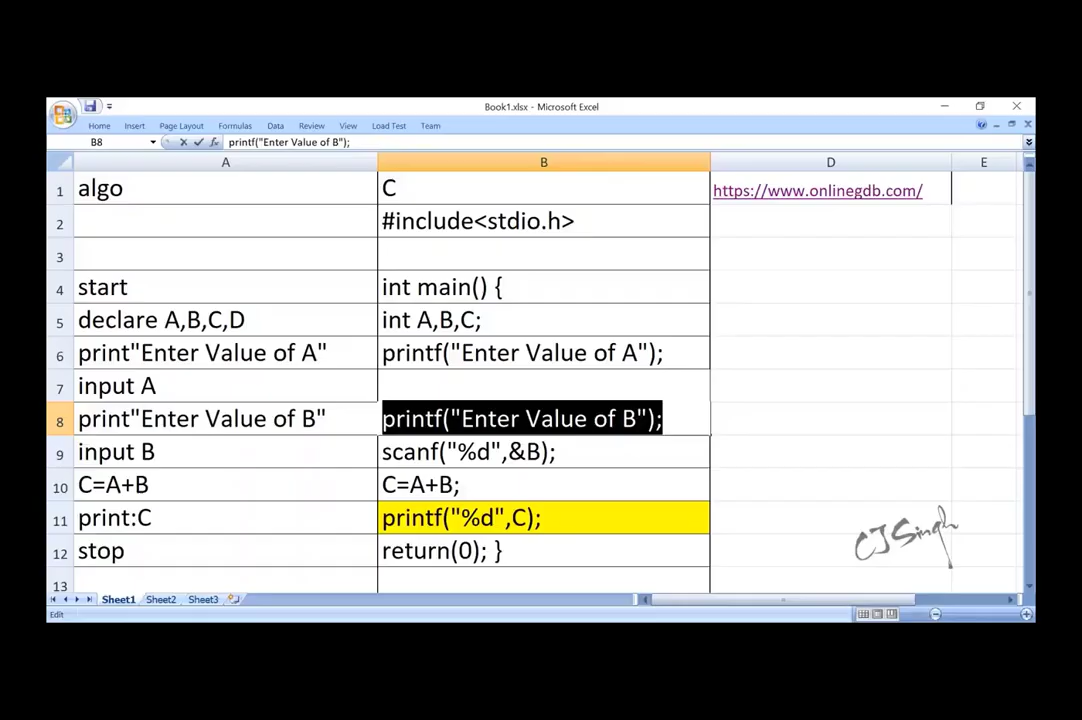 Book1.xlsx - Microsoft Excel
Home Insert Page Layout Formulas Data Review View Load Test Team
B8 fx printf("Enter Value of B");
A B D E
1 algo C https://www.onlinegdb.com/
2 #include<stdio.h>
3
4 start int main() {
5 declare A,B,C,D int A,B,C;
6 print"Enter Value of A" printf("Enter Value of A");
7 input A
8 print"Enter Value of B" printf("Enter Value of B");
9 input B scanf("%d",&B);
10 C=A+B C=A+B;
11 print:C printf("%d",C);
12 stop return(0); }
CJSingh
13
Sheet1 Sheet2 Sheet3
Edit